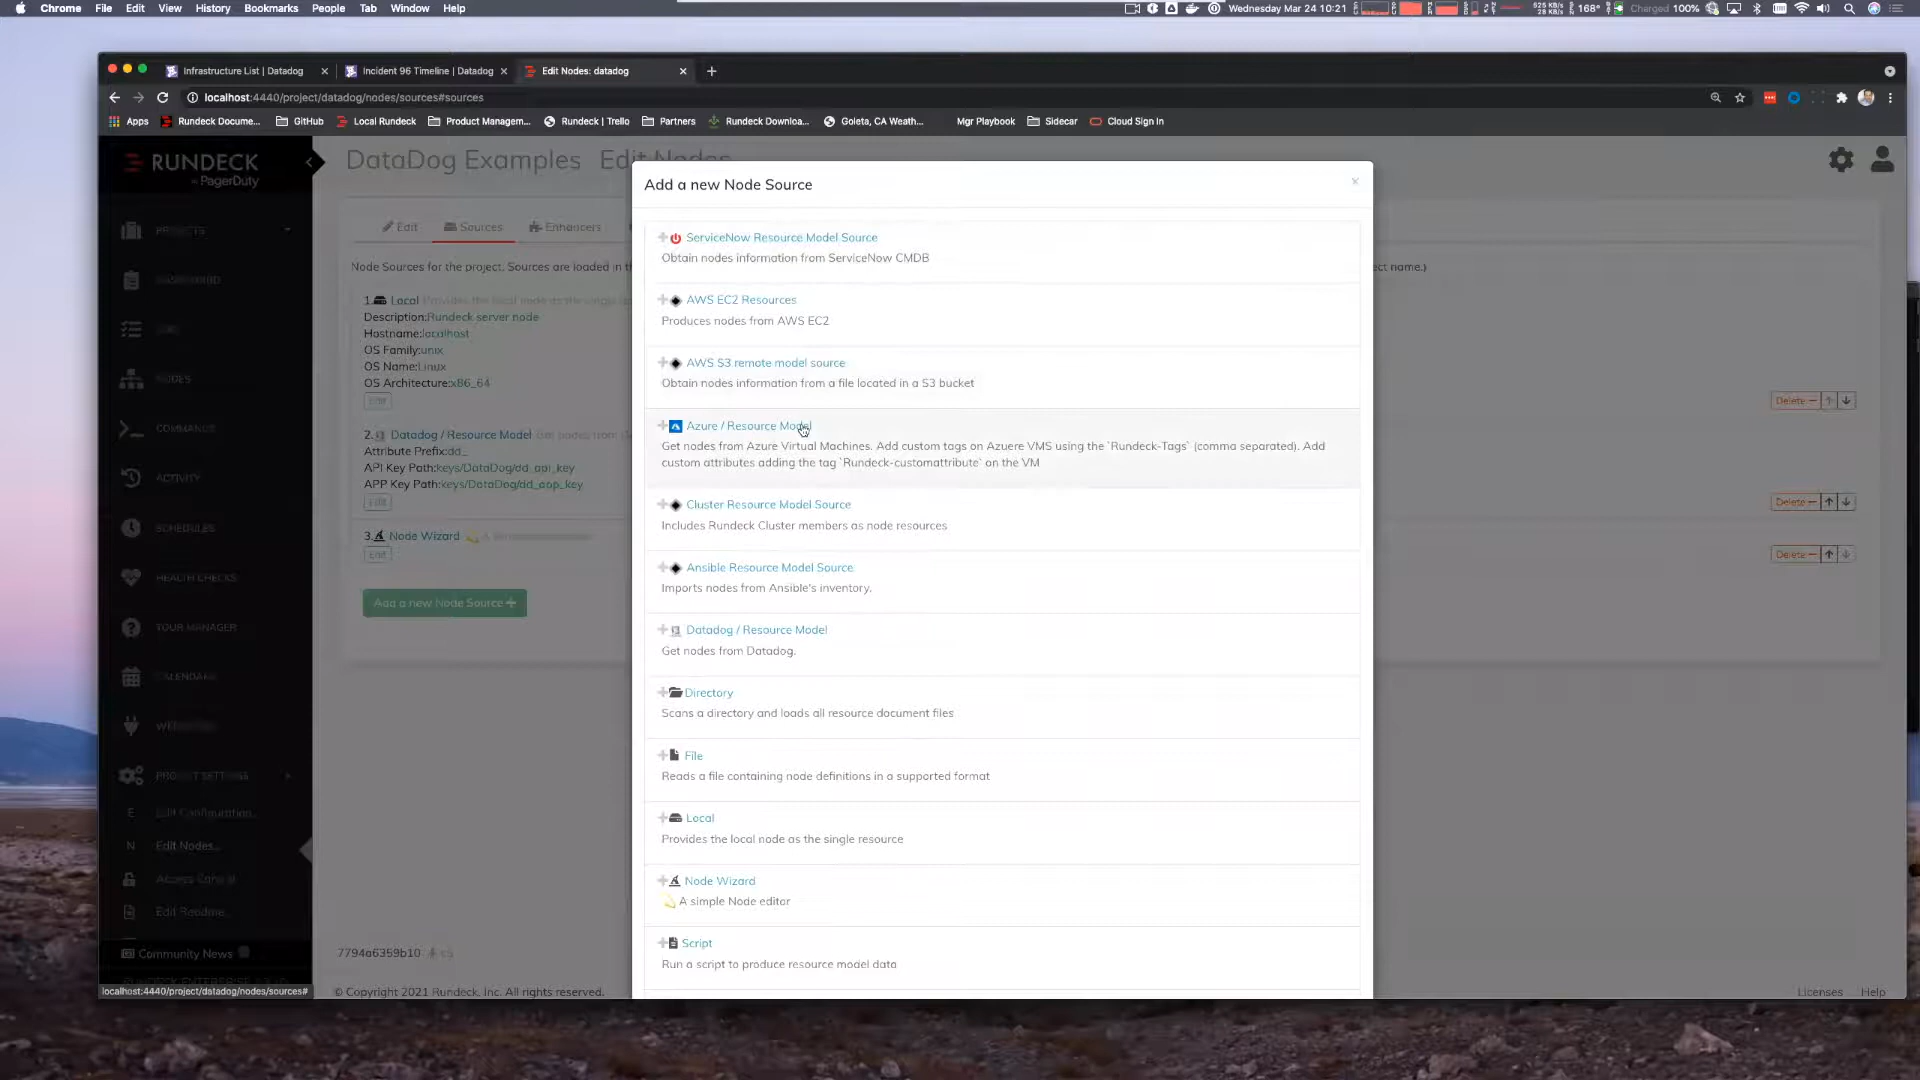 Chrome File Edit View History Bookmarks People Tab Window Help
Wednesday Mar 24 10:21
525 KB/s
28 KB/s
168°
Charged 100%
Infrastructure List | Datadog
Incident 96 Timeline | Datadog
Edit Nodes: datadog
localhost:4440/project/datadog/nodes/sources#sources
Apps
Rundeck Docume...
GitHub
Local Rundeck
Product Managem...
Rundeck | Trello
Partners
Rundeck Downloa...
Goleta, CA Weath...
Mgr Playbook
Sidecar
Cloud Sign In
RUNDECK
by PagerDuty
PROJECTS
DASHBOARD
JOBS
NODES
COMMANDS
ACTIVITY
SCHEDULES
HEALTH CHECKS
TOUR MANAGER
CALENDARS
PROJECT SETTINGS
E Edit Configuration...
N Edit Nodes...
Access Control
Edit Readme...
Community News
localhost:4440/project/datadog/nodes/sources#
DataDog Examples Edit Nodes
Edit
Sources
Enhancers
Node Sources for the project. Sources are loaded in th
ect name.)
1. Local Provides the local node as the single
Description:Rundeck server node
Hostname:localhost
OS Family:unix
OS Name:Linux
OS Architecture:x86_64
Edit
Delete
2. Datadog / Resource Model Get nodes from
Attribute Prefix:dd_
API Key Path:keys/DataDog/dd_api_key
APP Key Path:keys/DataDog/dd_app_key
Edit
Delete
3. Node Wizard
Edit
Delete
Add a new Node Source
7794a6359b10
© Copyright 2021 Rundeck, Inc. All rights reserved.
Licenses
Help
Add a new Node Source
×
ServiceNow Resource Model Source
Obtain nodes information from ServiceNow CMDB
AWS EC2 Resources
Produces nodes from AWS EC2
AWS S3 remote model source
Obtain nodes information from a file located in a S3 bucket
Azure / Resource Model
Get nodes from Azure Virtual Machines. Add custom tags on Azuere VMS using the `Rundeck-Tags` (comma separated). Add
custom attributes adding the tag `Rundeck-customattribute` on the VM
Cluster Resource Model Source
Includes Rundeck Cluster members as node resources
Ansible Resource Model Source
Imports nodes from Ansible's inventory.
Datadog / Resource Model
Get nodes from Datadog.
Directory
Scans a directory and loads all resource document files
File
Reads a file containing node definitions in a supported format
Local
Provides the local node as the single resource
Node Wizard
A simple Node editor
Script
Run a script to produce resource model data